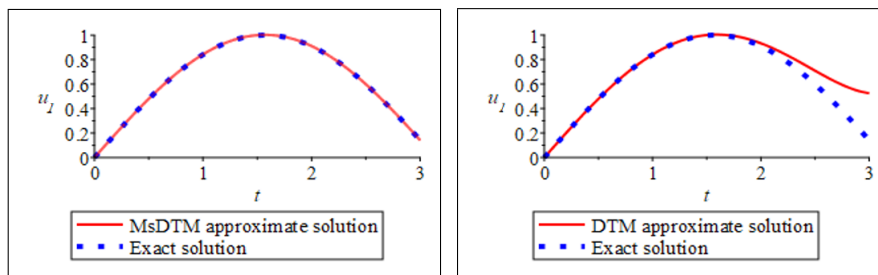 1
0.8
u1 0.6
0.4
0.2
0
0 1 2 3
t
MsDTM approximate solution
Exact solution
1
0.8
u1 0.6
0.4
0.2
0
0 1 2 3
t
DTM approximate solution
Exact solution